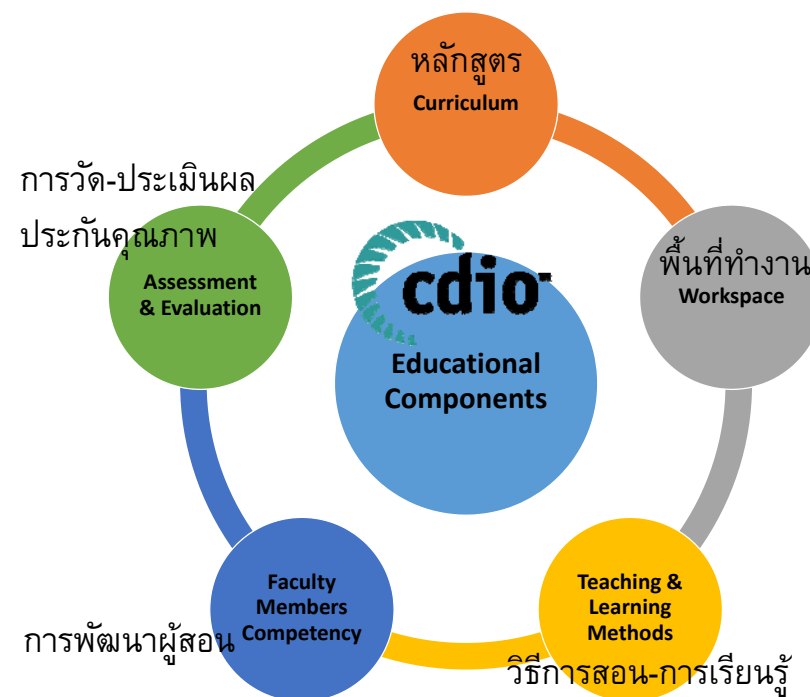 หลักสูตร
Curriculum
การวัด-ประเมินผล
ประกันคุณภาพ
Assessment
& Evaluation
พื้นที่ทำงาน
Workspace
cdio
Educational
Components
Faculty
Members
Competency
การพัฒนาผู้สอน
Teaching &
Learning
Methods
วิธีการสอน-การเรียนรู้